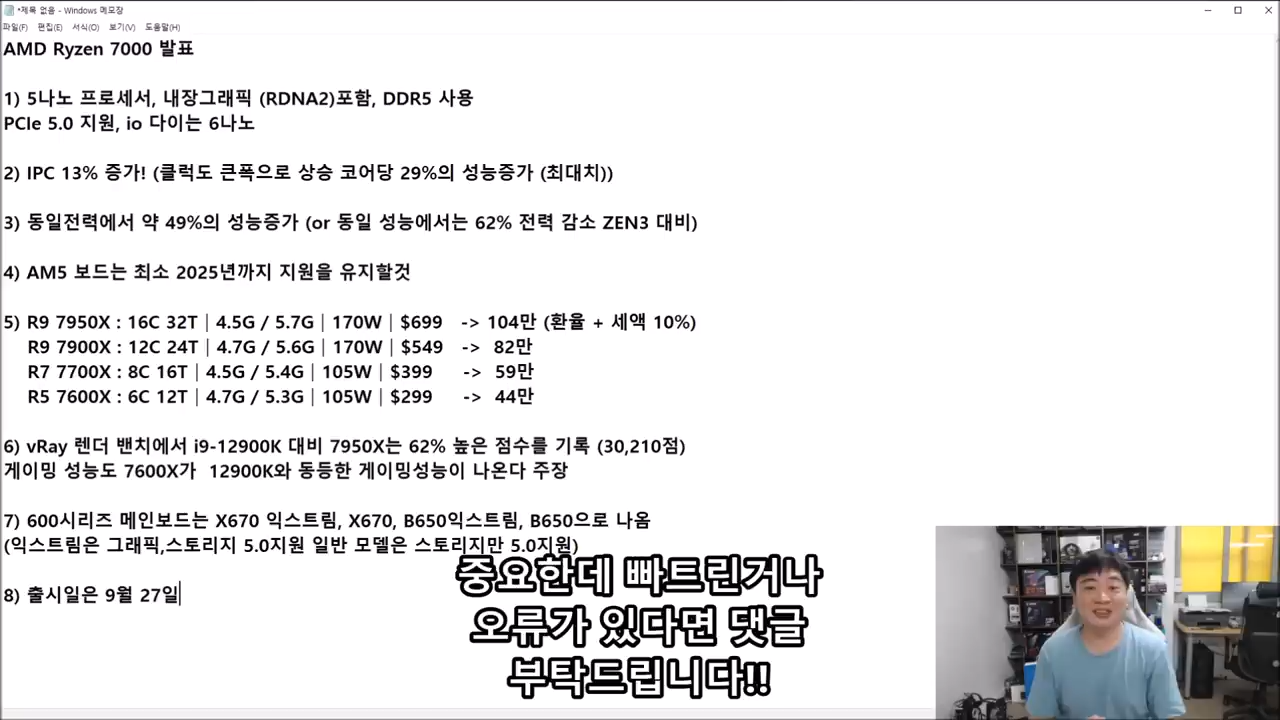 *제목 없음 - Windows 메모장
파일(F) 편집(E) 서식(O) 보기(V) 도움말(H)
AMD Ryzen 7000 발표
1) 5나노 프로세서, 내장그래픽 (RDNA2)포함, DDR5 사용
PCIe 5.0 지원, io 다이는 6나노
2) IPC 13% 증가! (클럭도 큰폭으로 상승 코어당 29%의 성능증가 (최대치))
3) 동일전력에서 약 49%의 성능증가 (or 동일 성능에서는 62% 전력 감소 ZEN3 대비)
4) AM5 보드는 최소 2025년까지 지원을 유지할것
5) R9 7950X : 16C 32T | 4.5G / 5.7G | 170W | $699 -> 104만 (환율 + 세액 10%)
R9 7900X : 12C 24T | 4.7G / 5.6G | 170W | $549 -> 82만
R7 7700X : 8C 16T | 4.5G / 5.4G | 105W | $399 -> 59만
R5 7600X : 6C 12T | 4.7G / 5.3G | 105W | $299 -> 44만
6) vRay 렌더 밴치에서 i9-12900K 대비 7950X는 62% 높은 점수를 기록 (30,210점)
게이밍 성능도 7600X가 12900K와 동등한 게이밍성능이 나온다 주장
7) 600시리즈 메인보드는 X670 익스트림, X670, B650익스트림, B650으로 나옴
(익스트림은 그래픽,스토리지 5.0지원 일반 모델은 스토리지만 5.0지원)
8) 출시일은 9월 27일
중요한데 빠트린거나
오류가 있다면 댓글
부탁드립니다!!